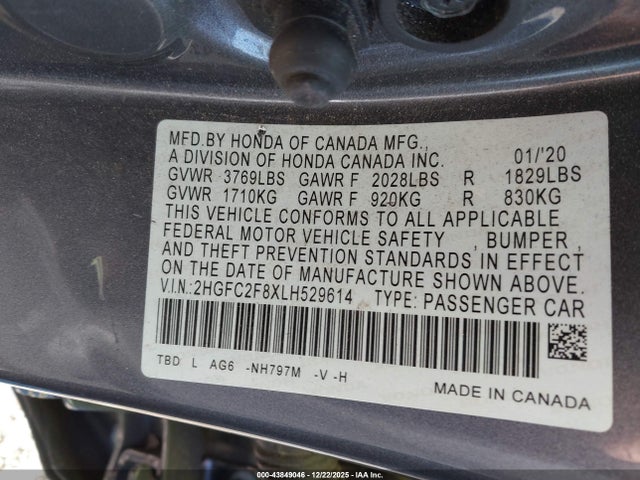 MFD.BY HONDA OF CANADA MFG.,
A DIVISION OF HONDA CANADA INC. 01/'20
GVWR 3769LBS GAWR F 2028LBS R 1829LBS
GVWR 1710KG GAWR F 920KG R 830KG
THIS VEHICLE CONFORMS TO ALL APPLICABLE
FEDERAL MOTOR VEHICLE SAFETY , BUMPER ,
AND THEFT PREVENTION STANDARDS IN EFFECT
ON THE DATE OF MANUFACTURE SHOWN ABOVE.
V.I.N.:2HGFC2F8XLH529614 TYPE: PASSENGER CAR
TBD L AG6 -NH797M -V -H
MADE IN CANADA
000-43849046 - 12/22/2025 - IAA Inc.